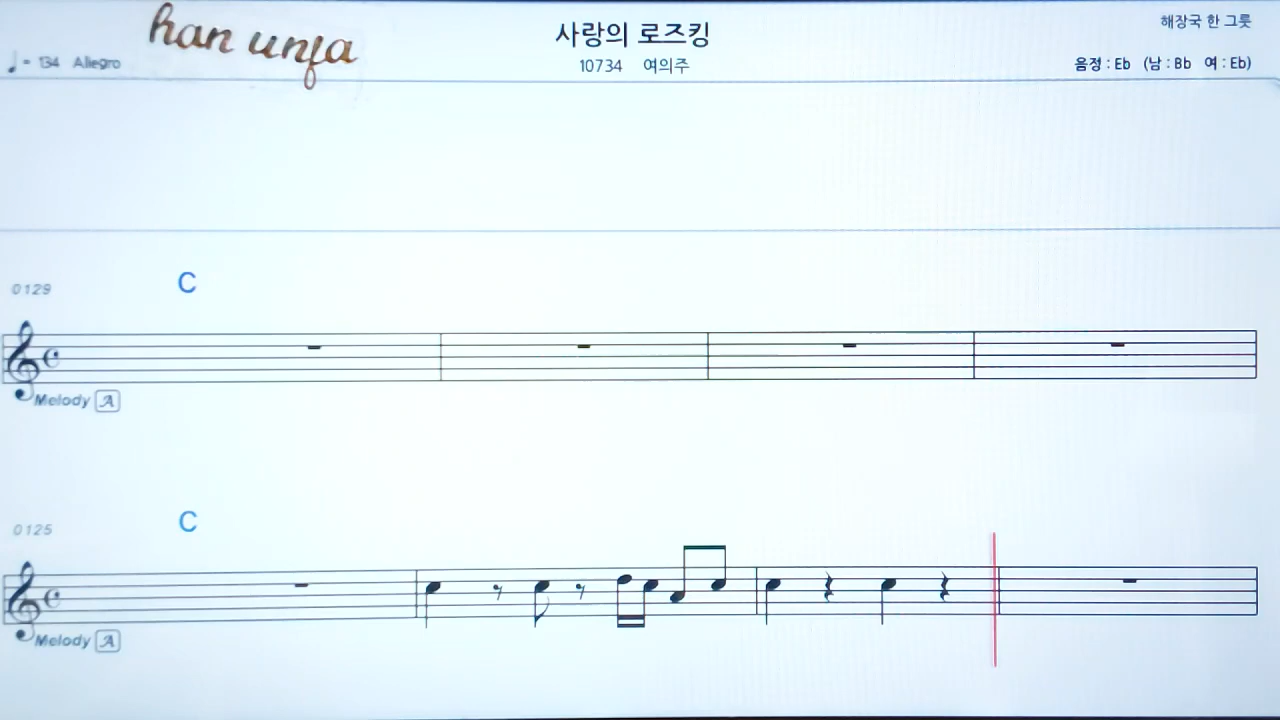 han unfa
사랑의 로즈킹
해장국 한 그릇
♩= 134 Allegro
10734 여의주
음정 : Eb (남 : Bb 여 : Eb)
0129
C
Melody A
0125
C
Melody A